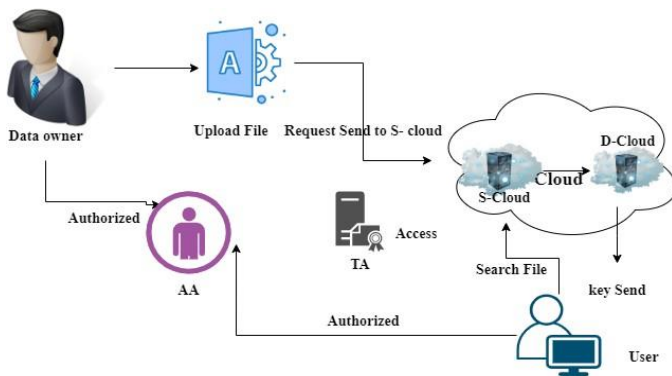 A
Data owner
Upload File
Request Send to S- cloud
D-Cloud
Cloud
S-Cloud
Authorized
Access
TA
AA
Search File
key Send
Authorized
User